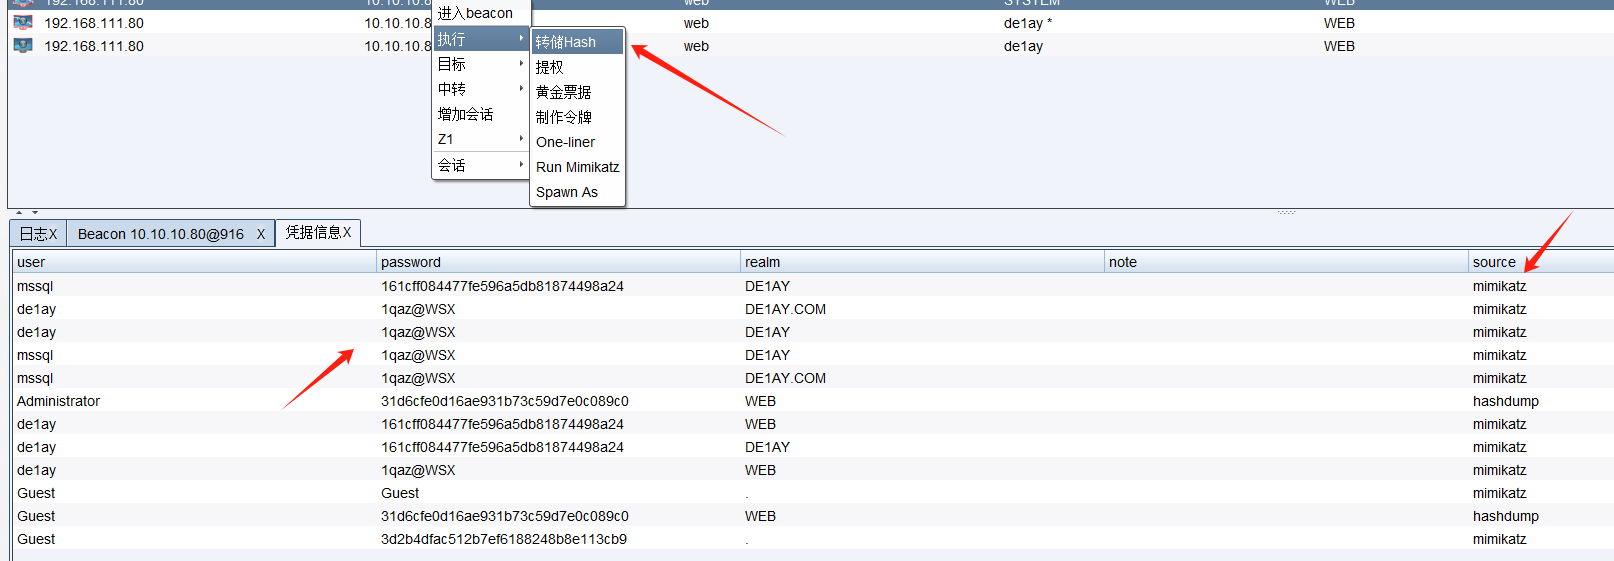 192.168.111.80 web SYSTEM WEB
192.168.111.80 10.10.10.8 web de1ay * WEB
192.168.111.80 10.10.10.8 web de1ay WEB
进入beacon
执行
目标
中转
增加会话
Z1
会话
转储Hash
提权
黄金票据
制作令牌
One-liner
Run Mimikatz
Spawn As
日志X Beacon 10.10.10.80@916 X 凭据信息X
user password realm note source
mssql 161cff084477fe596a5db81874498a24 DE1AY mimikatz
de1ay 1qaz@WSX DE1AY.COM mimikatz
de1ay 1qaz@WSX DE1AY mimikatz
mssql 1qaz@WSX DE1AY mimikatz
mssql 1qaz@WSX DE1AY.COM mimikatz
Administrator 31d6cfe0d16ae931b73c59d7e0c089c0 WEB hashdump
de1ay 161cff084477fe596a5db81874498a24 WEB mimikatz
de1ay 161cff084477fe596a5db81874498a24 DE1AY mimikatz
de1ay 1qaz@WSX WEB mimikatz
Guest Guest . mimikatz
Guest 31d6cfe0d16ae931b73c59d7e0c089c0 WEB hashdump
Guest 3d2b4dfac512b7ef6188248b8e113cb9 . mimikatz